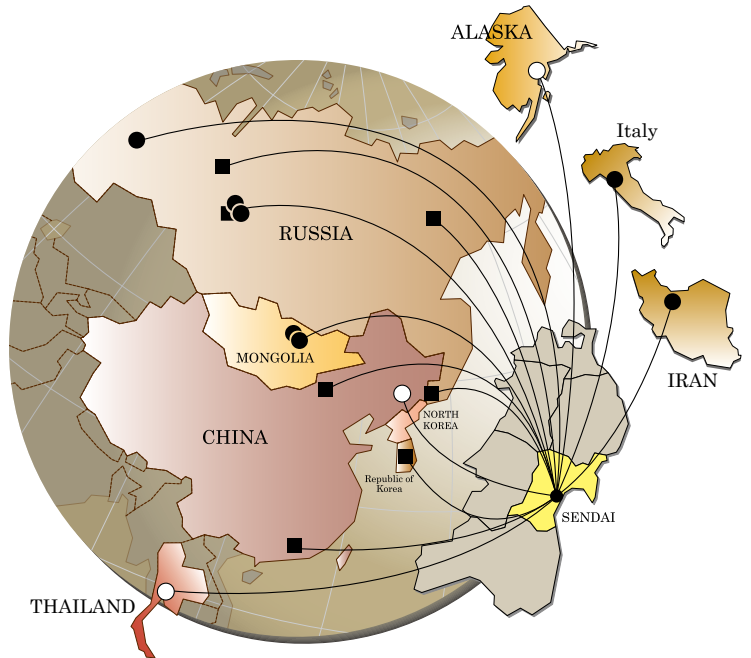 ALASKA
Italy
RUSSIA
MONGOLIA
IRAN
NORTH
KOREA
CHINA
Republic of
Korea
SENDAI
THAILAND